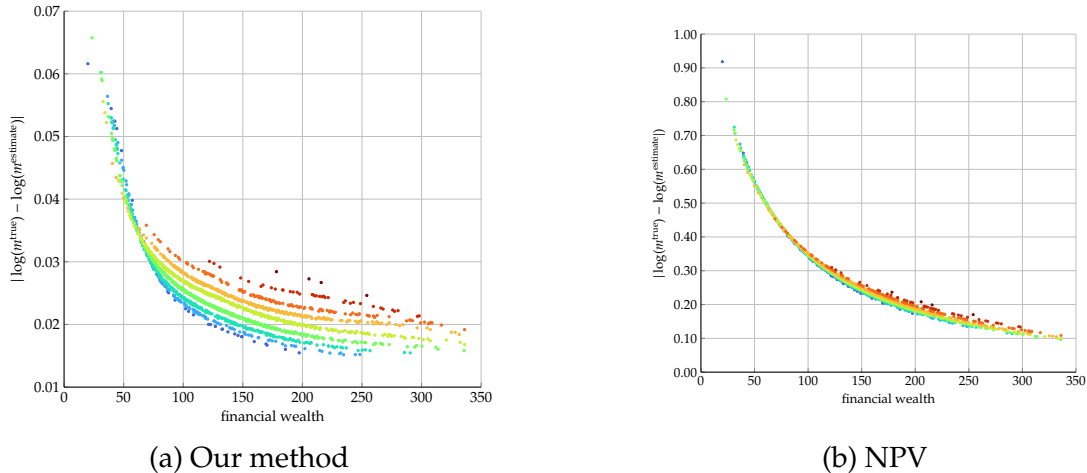 0.07
0.06
0.05
0.04
0.03
0.02
0.01
0 50 100 150 200 250 300 350
financial wealth
||log(m^true) − log(m^estimate)||
(a) Our method
1.00
0.90
0.80
0.70
0.60
0.50
0.40
0.30
0.20
0.10
0.00
0 50 100 150 200 250 300 350
financial wealth
||log(m^true) − log(m^estimate||)
(b) NPV